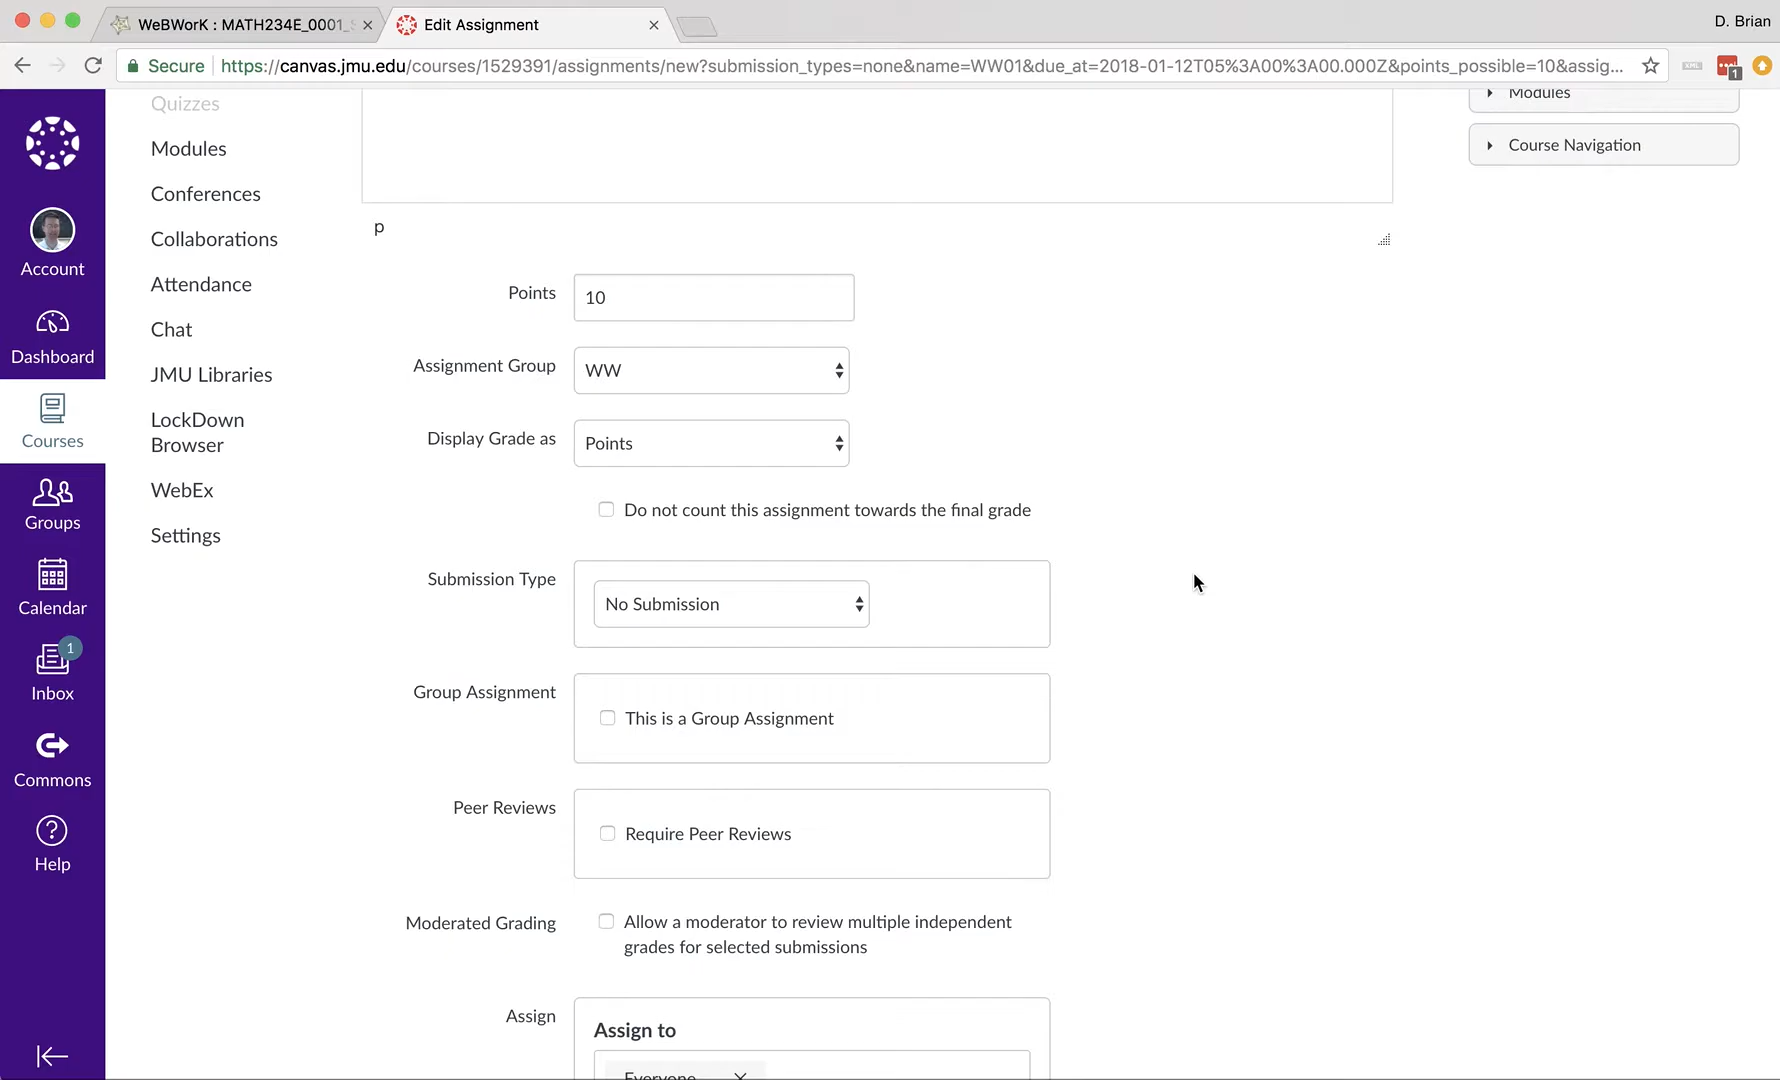 WeBWorK : MATH234E_0001_S
Edit Assignment
D. Brian
Secure
https://canvas.jmu.edu/courses/1529391/assignments/new?submission_types=none&name=WW01&due_at=2018-01-12T05%3A00%3A00.000Z&points_possible=10&assig...
1
Account
Dashboard
Courses
Groups
Calendar
1
Inbox
Commons
Help
Quizzes
Modules
Conferences
Collaborations
Attendance
Chat
JMU Libraries
LockDown
Browser
WebEx
Settings
p
Points
10
Assignment Group
WW
Display Grade as
Points
Do not count this assignment towards the final grade
Submission Type
No Submission
Group Assignment
This is a Group Assignment
Peer Reviews
Require Peer Reviews
Moderated Grading
Allow a moderator to review multiple independent
grades for selected submissions
Assign
Assign to
Everyone
Modules
Course Navigation